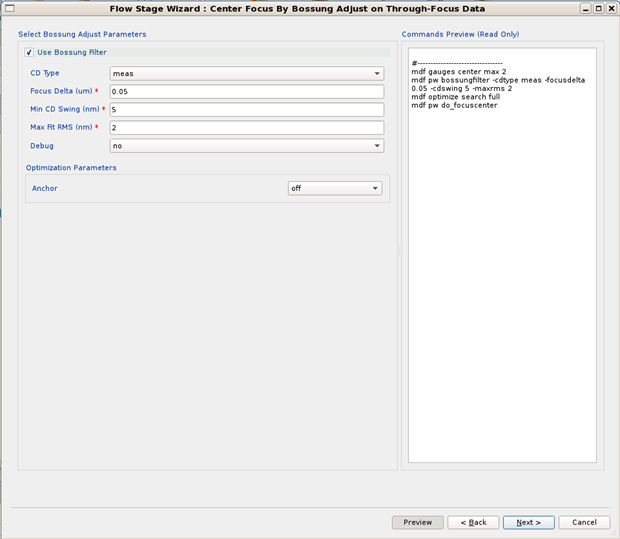 Flow Stage Wizard : Center Focus By Bossung Adjust on Through-Focus Data
Select Bossung Adjust Parameters
Use Bossung Filter
CD Type
meas
Focus Delta (um) *
0.05
Min CD Swing (nm) *
5
Max Fit RMS (nm) *
2
Debug
no
Optimization Parameters
Anchor
off
Commands Preview (Read Only)
#--------------------------------
mdf gauges center max 2
mdf pw bossungfilter -cdtype meas -focusdelta
0.05 -cdswing 5 -maxrms 2
mdf optimize search full
mdf pw do_focuscenter
Preview
< Back
Next >
Cancel